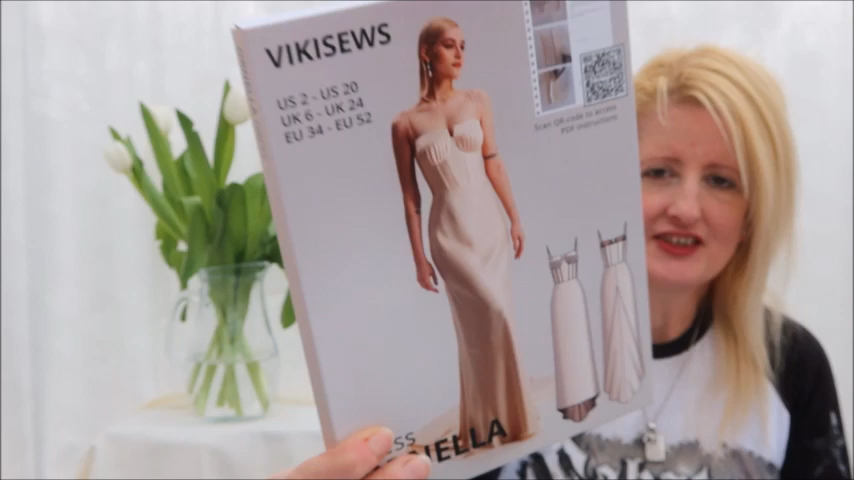 VIKISEWS
US 2 - US 20
UK 6 - UK 24
EU 34 - EU 52
Scan QR-code to access
PDF instructions